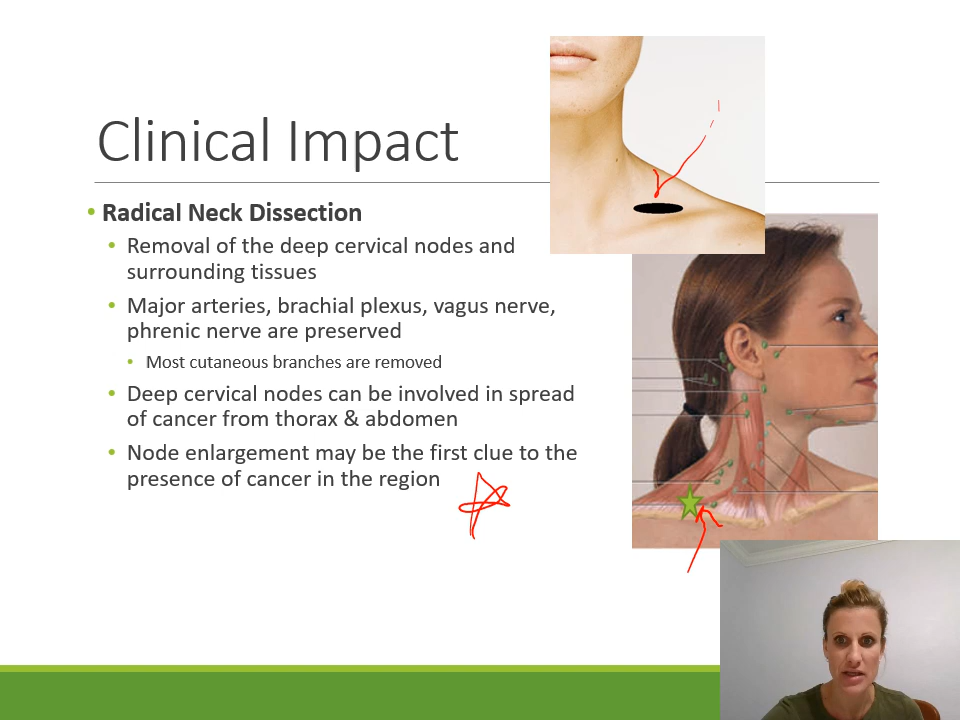 Clinical Impact
• Radical Neck Dissection
• Removal of the deep cervical nodes and
surrounding tissues
• Major arteries, brachial plexus, vagus nerve,
phrenic nerve are preserved
• Most cutaneous branches are removed
• Deep cervical nodes can be involved in spread
of cancer from thorax & abdomen
• Node enlargement may be the first clue to the
presence of cancer in the region